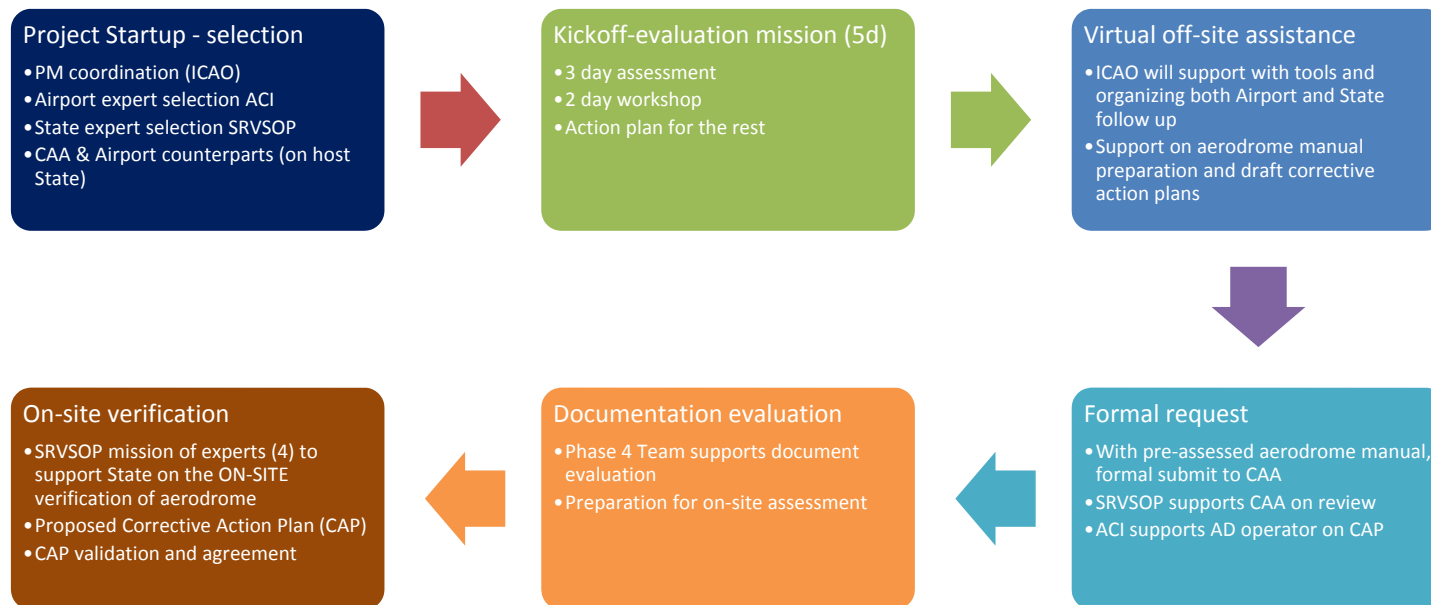 Project Startup - selection
•PM coordination (ICAO)
•Airport expert selection ACI
•State expert selection SRVSOP
•CAA & Airport counterparts (on host
State)
Kickoff-evaluation mission (5d)
•3 day assessment
•2 day workshop
•Action plan for the rest
Virtual off-site assistance
•ICAO will support with tools and
organizing both Airport and State
follow up
•Support on aerodrome manual
preparation and draft corrective
action plans
Formal request
•With pre-assessed aerodrome manual,
formal submit to CAA
•SRVSOP supports CAA on review
•ACI supports AD operator on CAP
Documentation evaluation
•Phase 4 Team supports document
evaluation
•Preparation for on-site assessment
On-site verification
•SRVSOP mission of experts (4) to
support State on the ON-SITE
verification of aerodrome
•Proposed Corrective Action Plan (CAP)
•CAP validation and agreement